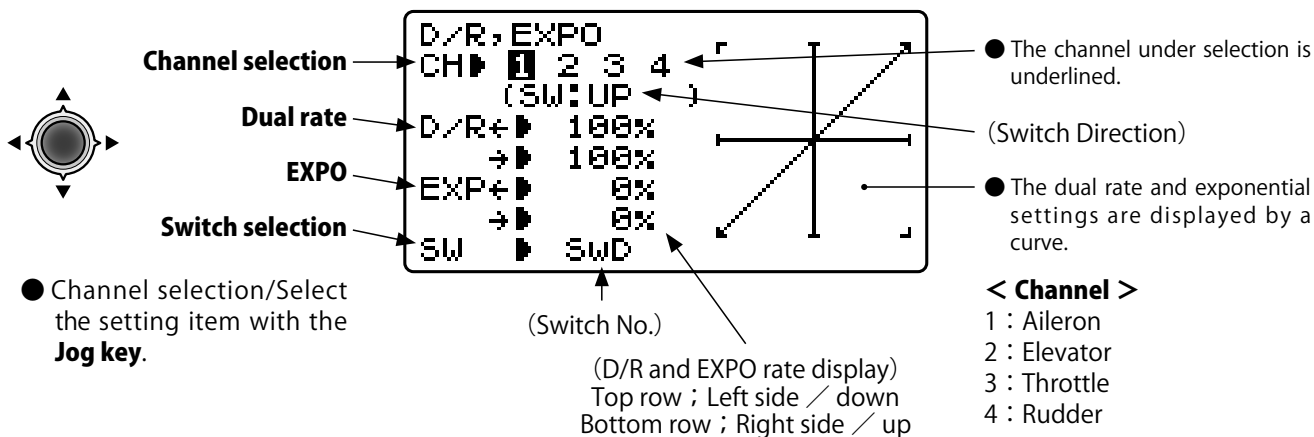 Channel selection
Dual rate
EXPO
Switch selection
● Channel selection/Select
the setting item with the
Jog key.
D/R,EXPO
CH 1 2 3 4
(SW:UP )
D/R← 100%
→ 100%
EXP← 0%
→ 0%
SW SwD
(Switch No.)
(D/R and EXPO rate display)
Top row ; Left side / down
Bottom row ; Right side / up
● The channel under selection is
underlined.
(Switch Direction)
● The dual rate and exponential
settings are displayed by a
curve.
< Channel >
1 : Aileron
2 : Elevator
3 : Throttle
4 : Rudder